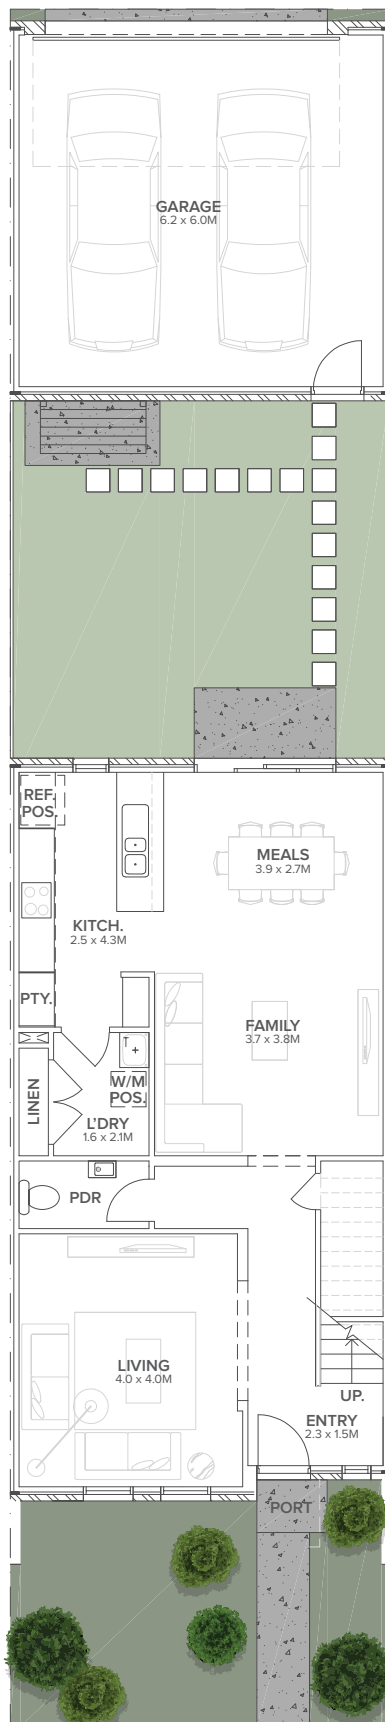 GARAGE
6.2 x 6.0M
REF.
POS.
MEALS
3.9 x 2.7M
KITCH.
2.5 x 4.3M
PTY.
FAMILY
3.7 x 3.8M
LINEN
W/M
POS.
L'DRY
1.6 x 2.1M
PDR
LIVING
4.0 x 4.0M
UP.
ENTRY
2.3 x 1.5M
PORT